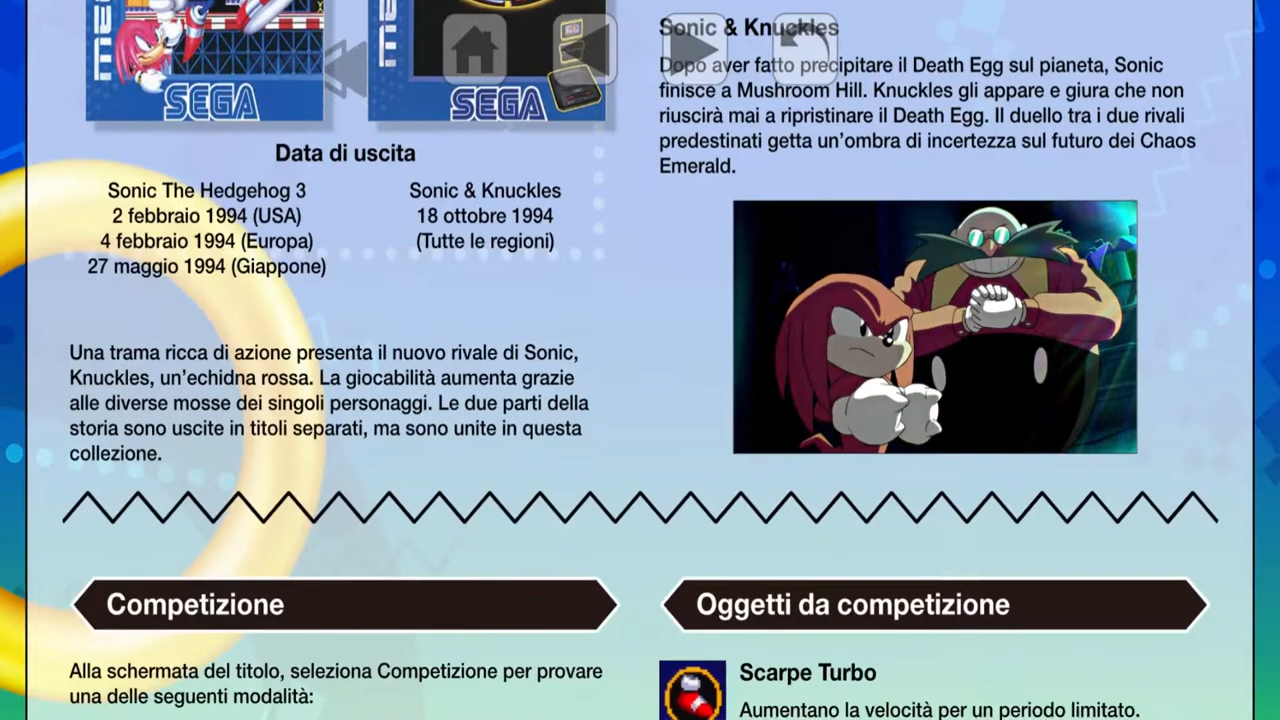 SEGA
SEGA
Data di uscita
Sonic The Hedgehog 3
2 febbraio 1994 (USA)
4 febbraio 1994 (Europa)
27 maggio 1994 (Giappone)
Sonic & Knuckles
18 ottobre 1994
(Tutte le regioni)
Una trama ricca di azione presenta il nuovo rivale di Sonic,
Knuckles, un’echidna rossa. La giocabilità aumenta grazie
alle diverse mosse dei singoli personaggi. Le due parti della
storia sono uscite in titoli separati, ma sono unite in questa
collezione.
Sonic & Knuckles
Dopo aver fatto precipitare il Death Egg sul pianeta, Sonic
finisce a Mushroom Hill. Knuckles gli appare e giura che non
riuscirà mai a ripristinare il Death Egg. Il duello tra i due rivali
predestinati getta un’ombra di incertezza sul futuro dei Chaos
Emerald.
Competizione
Alla schermata del titolo, seleziona Competizione per provare
una delle seguenti modalità:
Oggetti da competizione
Scarpe Turbo
Aumentano la velocità per un periodo limitato.